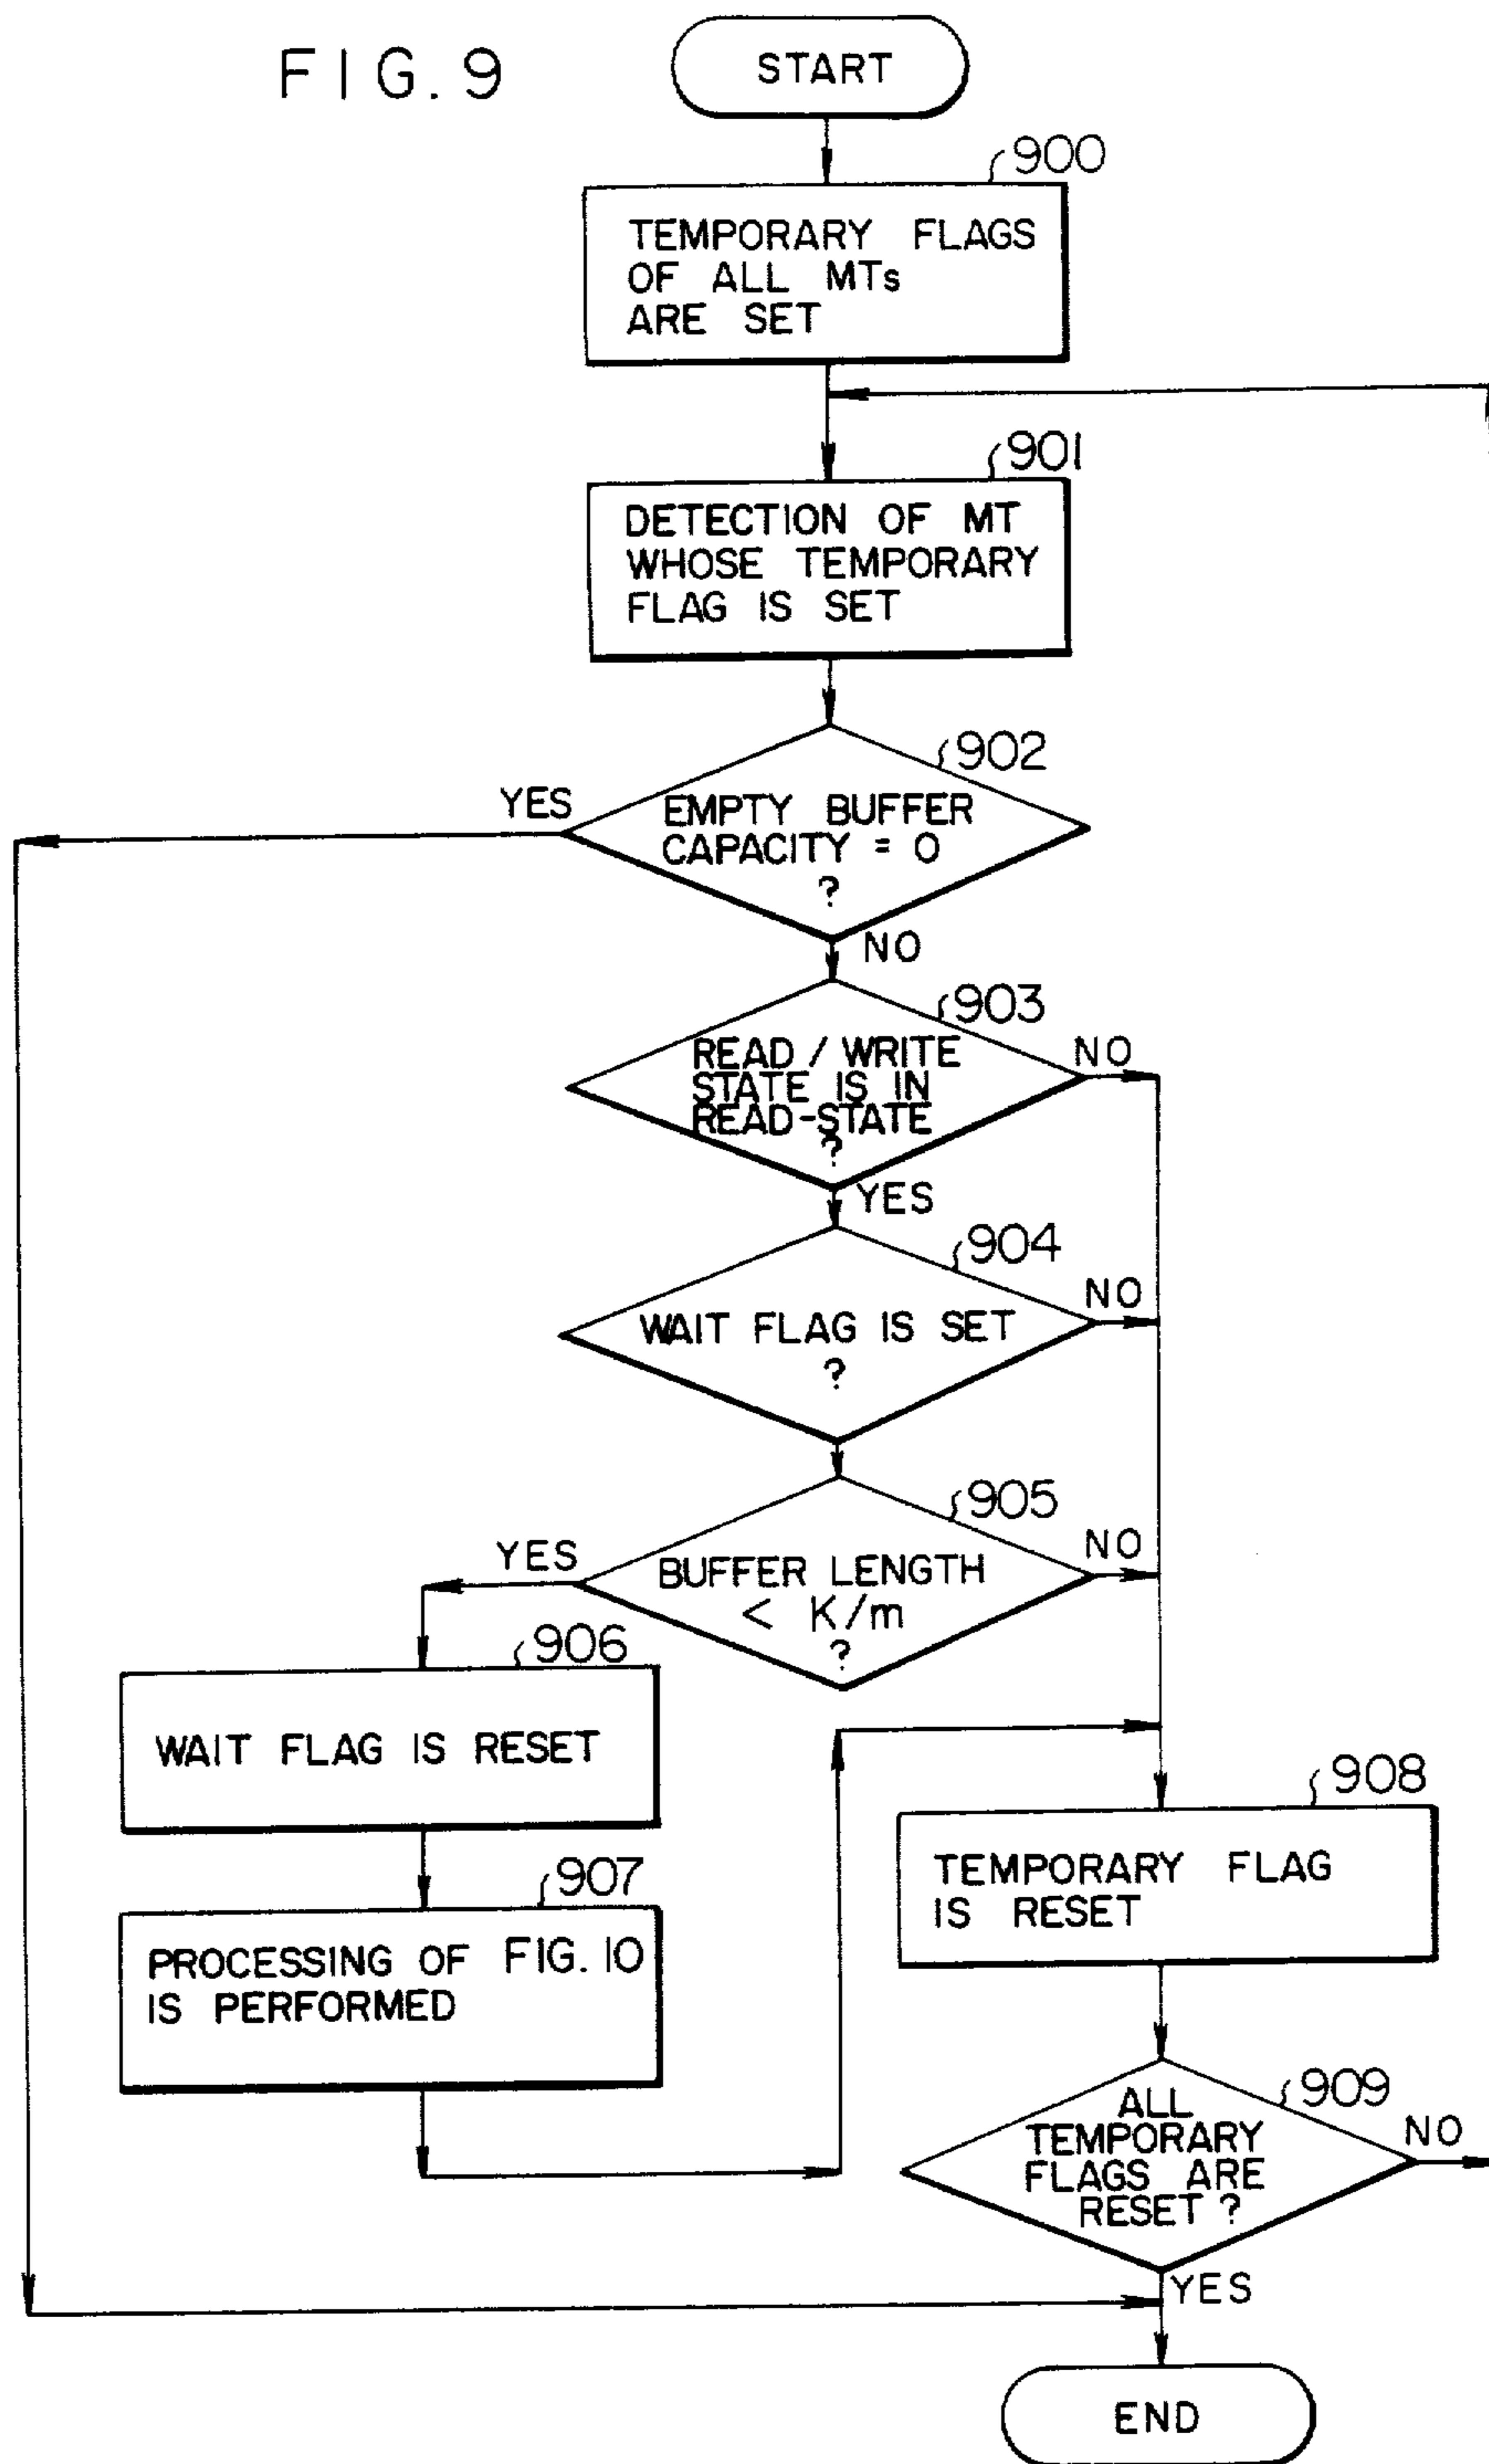 FIG. 9
START
900
TEMPORARY FLAGS
OF ALL MTs
ARE SET
901
DETECTION OF MT
WHOSE TEMPORARY
FLAG IS SET
902
YES
EMPTY BUFFER
CAPACITY = 0
?
NO
903
READ / WRITE
STATE IS IN
READ-STATE
?
NO
YES
904
NO
WAIT FLAG IS SET
?
905
YES
NO
BUFFER LENGTH
< K/m
?
906
WAIT FLAG IS RESET
907
PROCESSING OF FIG. 10
IS PERFORMED
908
TEMPORARY FLAG
IS RESET
909
ALL
TEMPORARY
FLAGS ARE
RESET ?
NO
YES
END